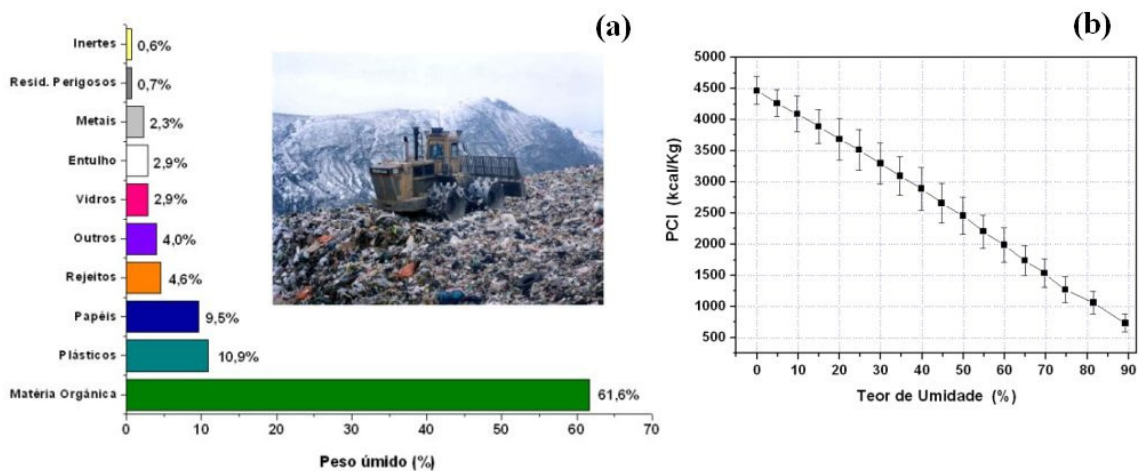 (a)
Inertes
0,6%
Resid. Perigosos
0,7%
Metais
2,3%
Entulho
2,9%
Vidros
2,9%
Outros
4,0%
Rejeitos
4,6%
Papéis
9,5%
Plásticos
10,9%
Matéria Orgânica
61,6%
0 10 20 30 40 50 60 70
Peso úmido (%)
(b)
PCI (kcal/Kg)
5000
4500
4000
3500
3000
2500
2000
1500
1000
500
0 10 20 30 40 50 60 70 80 90
Teor de Umidade (%)